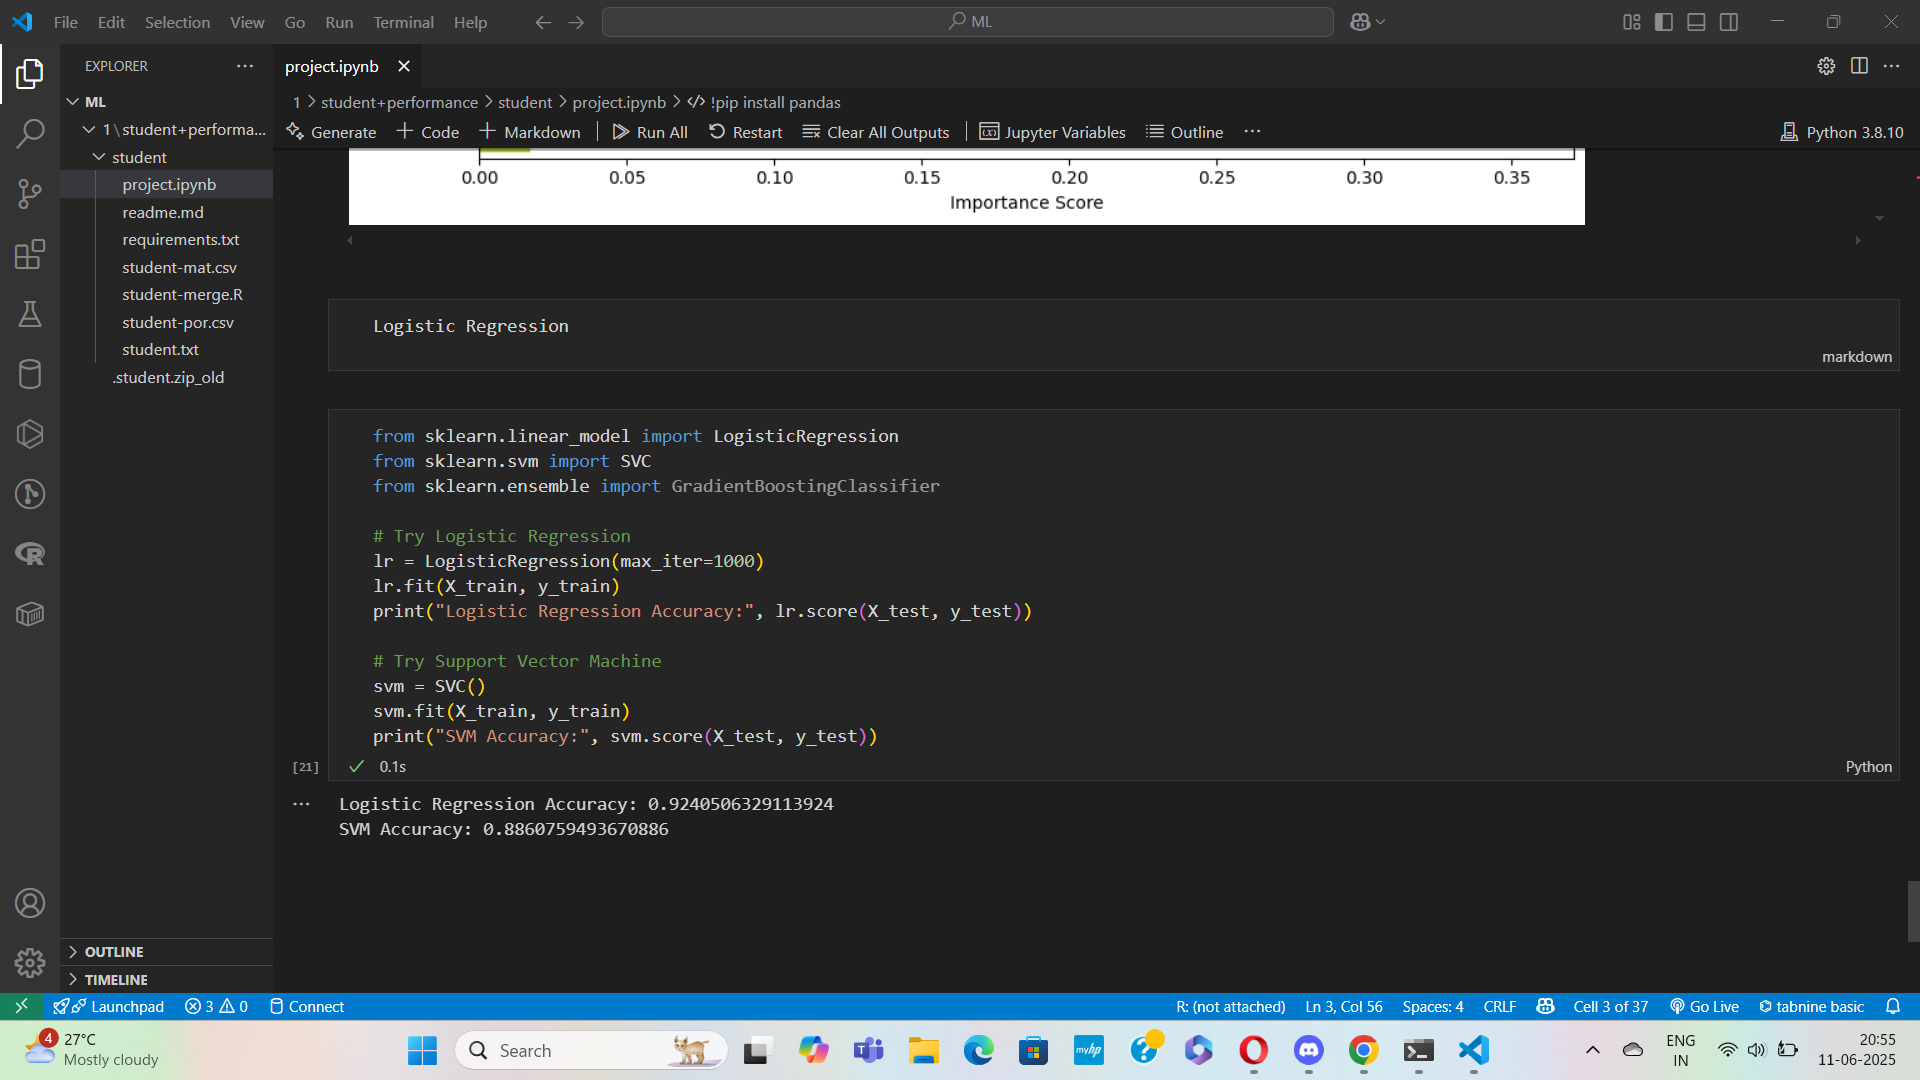 File Edit Selection View Go Run Terminal Help
ML
EXPLORER
project.ipynb
ML
1\student+performa...
student
project.ipynb
readme.md
requirements.txt
student-mat.csv
student-merge.R
student-por.csv
student.txt
.student.zip_old
OUTLINE
TIMELINE
1 > student+performance > student > project.ipynb > !pip install pandas
Generate + Code + Markdown Run All Restart Clear All Outputs Jupyter Variables Outline ... Python 3.8.10
0.00 0.05 0.10 0.15 0.20 0.25 0.30 0.35
Importance Score
Logistic Regression
markdown
from sklearn.linear_model import LogisticRegression
from sklearn.svm import SVC
from sklearn.ensemble import GradientBoostingClassifier
# Try Logistic Regression
lr = LogisticRegression(max_iter=1000)
lr.fit(X_train, y_train)
print("Logistic Regression Accuracy:", lr.score(X_test, y_test))
# Try Support Vector Machine
svm = SVC()
svm.fit(X_train, y_train)
print("SVM Accuracy:", svm.score(X_test, y_test))
[21] 0.1s Python
Logistic Regression Accuracy: 0.9240506329113924
SVM Accuracy: 0.8860759493670886
Launchpad 3 0 Connect R: (not attached) Ln 3, Col 56 Spaces: 4 CRLF Cell 3 of 37 Go Live tabnine basic
4
27°C
Mostly cloudy
Search
myhp
ENG
IN
20:55
11-06-2025